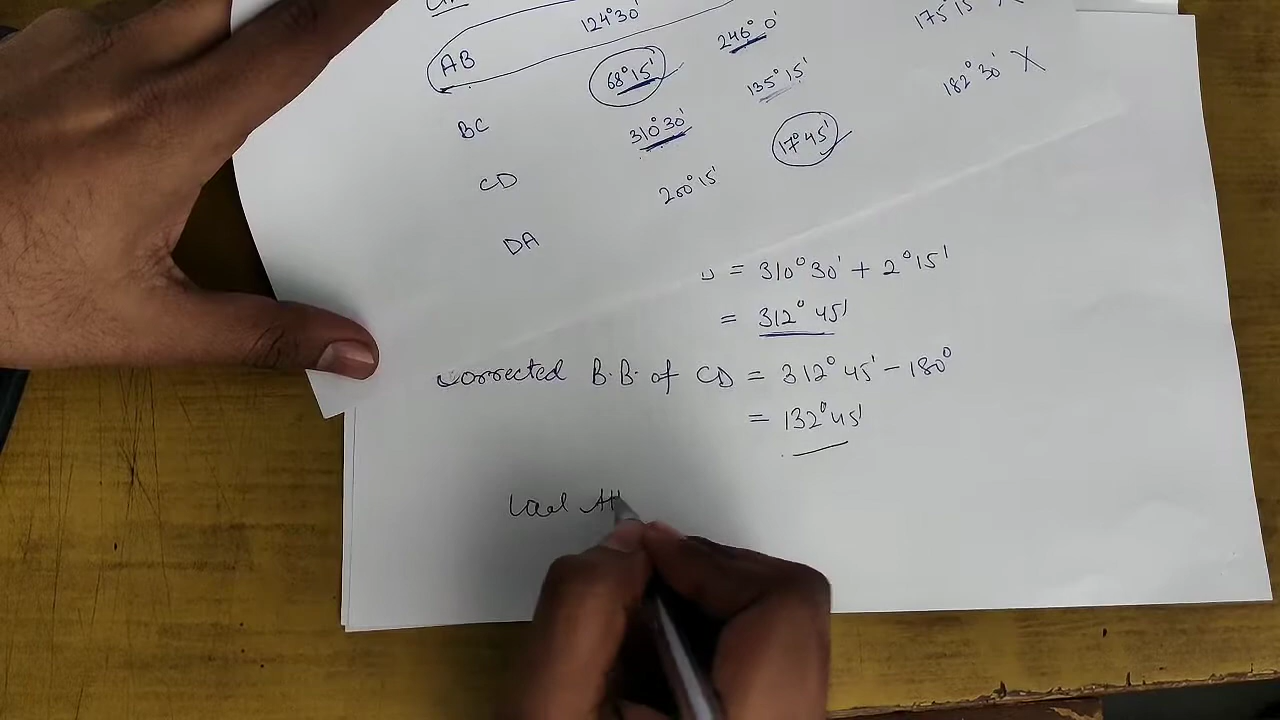 124°30'
AB 68°15' 246°0' 175°15' X
BC 310°30' 135°15' 182°30' X
CD 200°15' 17°45'
DA
= 310°30' + 2°15'
= 312°45'
Corrected B.B. of CD = 312°45' - 180°
= 132°45'